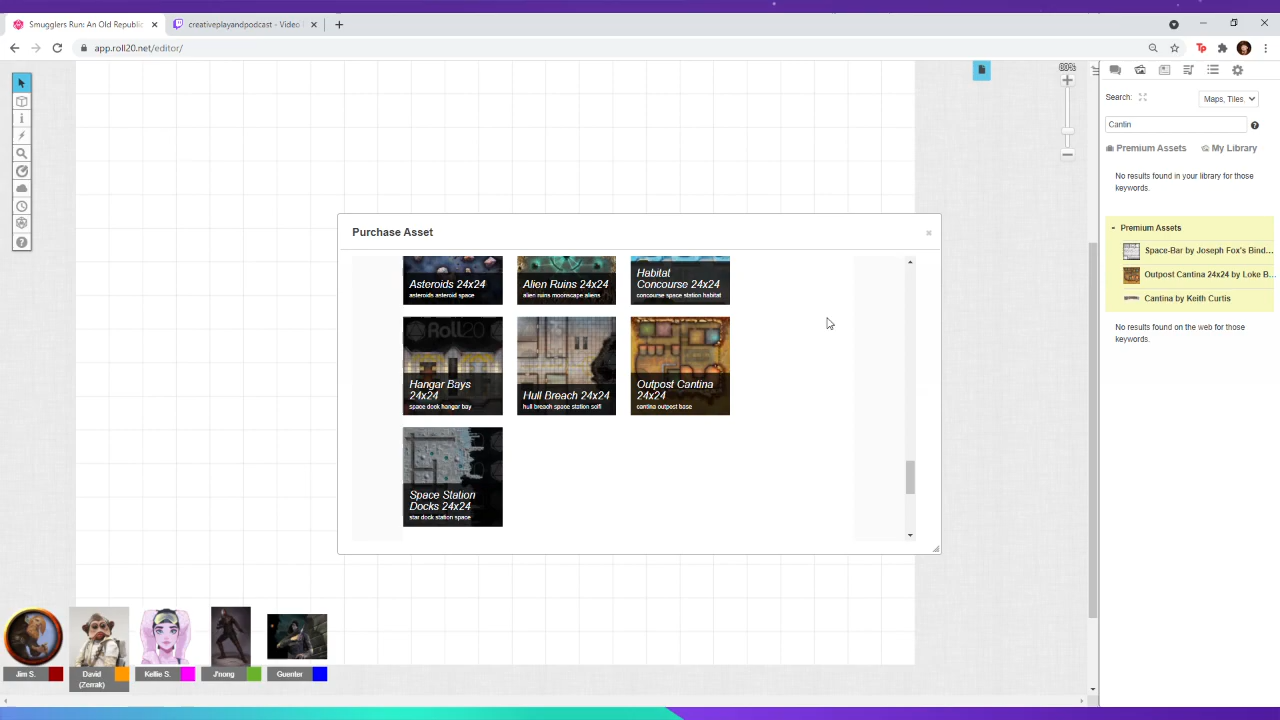 Smugglers Run: An Old Republic
creativeplayandpodcast - Video
app.roll20.net/editor/
Tp
80%
Search:
Maps, Tiles,
Cantin
Premium Assets
My Library
No results found in your library for those
keywords.
Premium Assets
Space-Bar by Joseph Fox's Bind...
Outpost Cantina 24x24 by Loke B...
Cantina by Keith Curtis
No results found on the web for those
keywords.
Purchase Asset
Asteroids 24x24
asteroids asteroid space
Alien Ruins 24x24
alien ruins moonscape aliens
Habitat
Concourse 24x24
concourse space station habitat
Roll20
Hangar Bays
24x24
space dock hangar bay
Hull Breach 24x24
hull breach space station scifi
Outpost Cantina
24x24
cantina outpost base
Space Station
Docks 24x24
star dock station space
Jim S.
David
(Zerrak)
Kellie S.
J'nong
Guenter